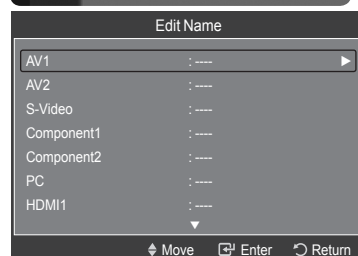 Edit Name
AV1 : ---- ►
AV2 : ----
S-Video : ----
Component1 : ----
Component2 : ----
PC : ----
HDMI1 : ----
▼
Move Enter Return